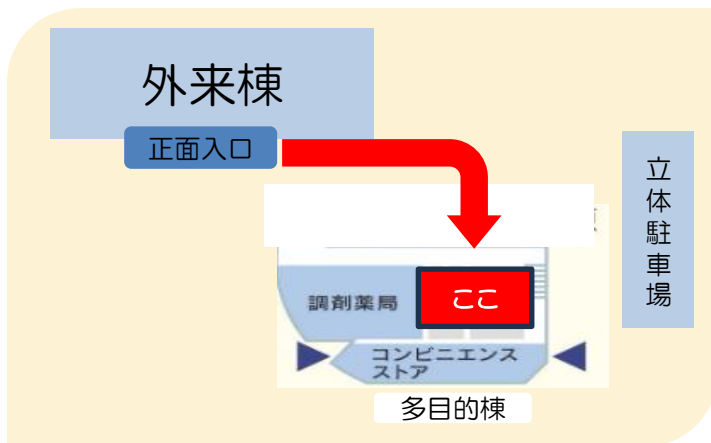 外来棟
正面入口
立体駐車場
調剤薬局
ここ
コンビニエンス
ストア
多目的棟